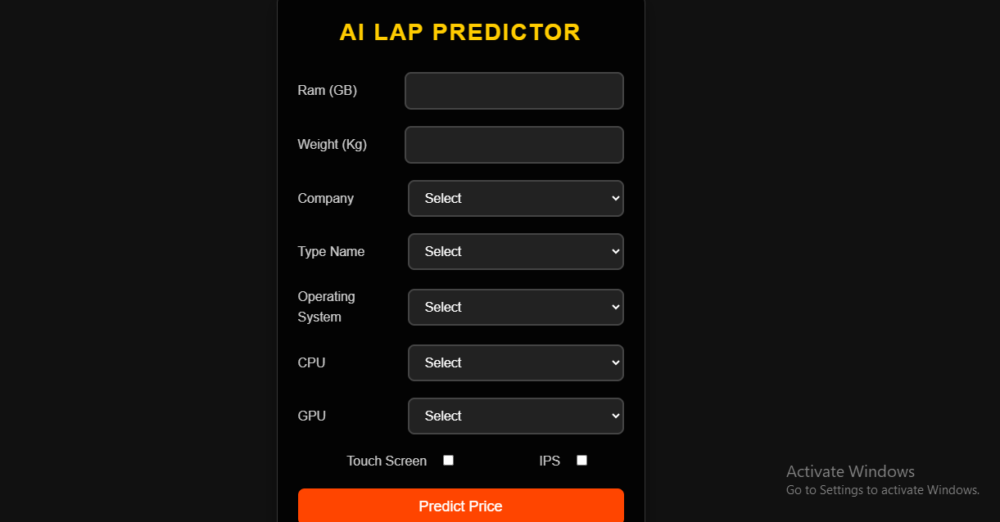 AI LAP PREDICTOR
Ram (GB)
Weight (Kg)
Company Select
Type Name Select
Operating
System Select
CPU Select
GPU Select
Touch Screen IPS
Predict Price
Activate Windows
Go to Settings to activate Windows.